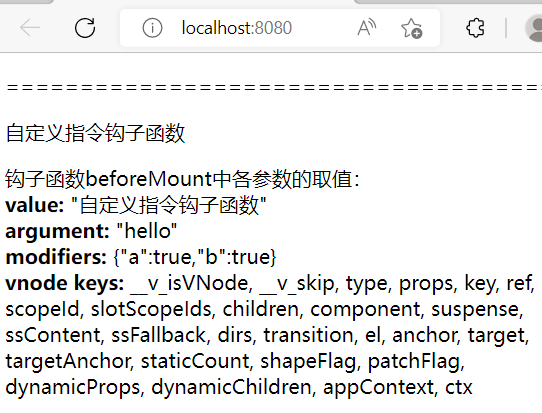 localhost:8080
=====================================
自定义指令钩子函数
钩子函数beforeMount中各参数的取值：
value: "自定义指令钩子函数"
argument: "hello"
modifiers: {"a":true,"b":true}
vnode keys: __v_isVNode, __v_skip, type, props, key, ref,
scopeId, slotScopeIds, children, component, suspense,
ssContent, ssFallback, dirs, transition, el, anchor, target,
targetAnchor, staticCount, shapeFlag, patchFlag,
dynamicProps, dynamicChildren, appContext, ctx